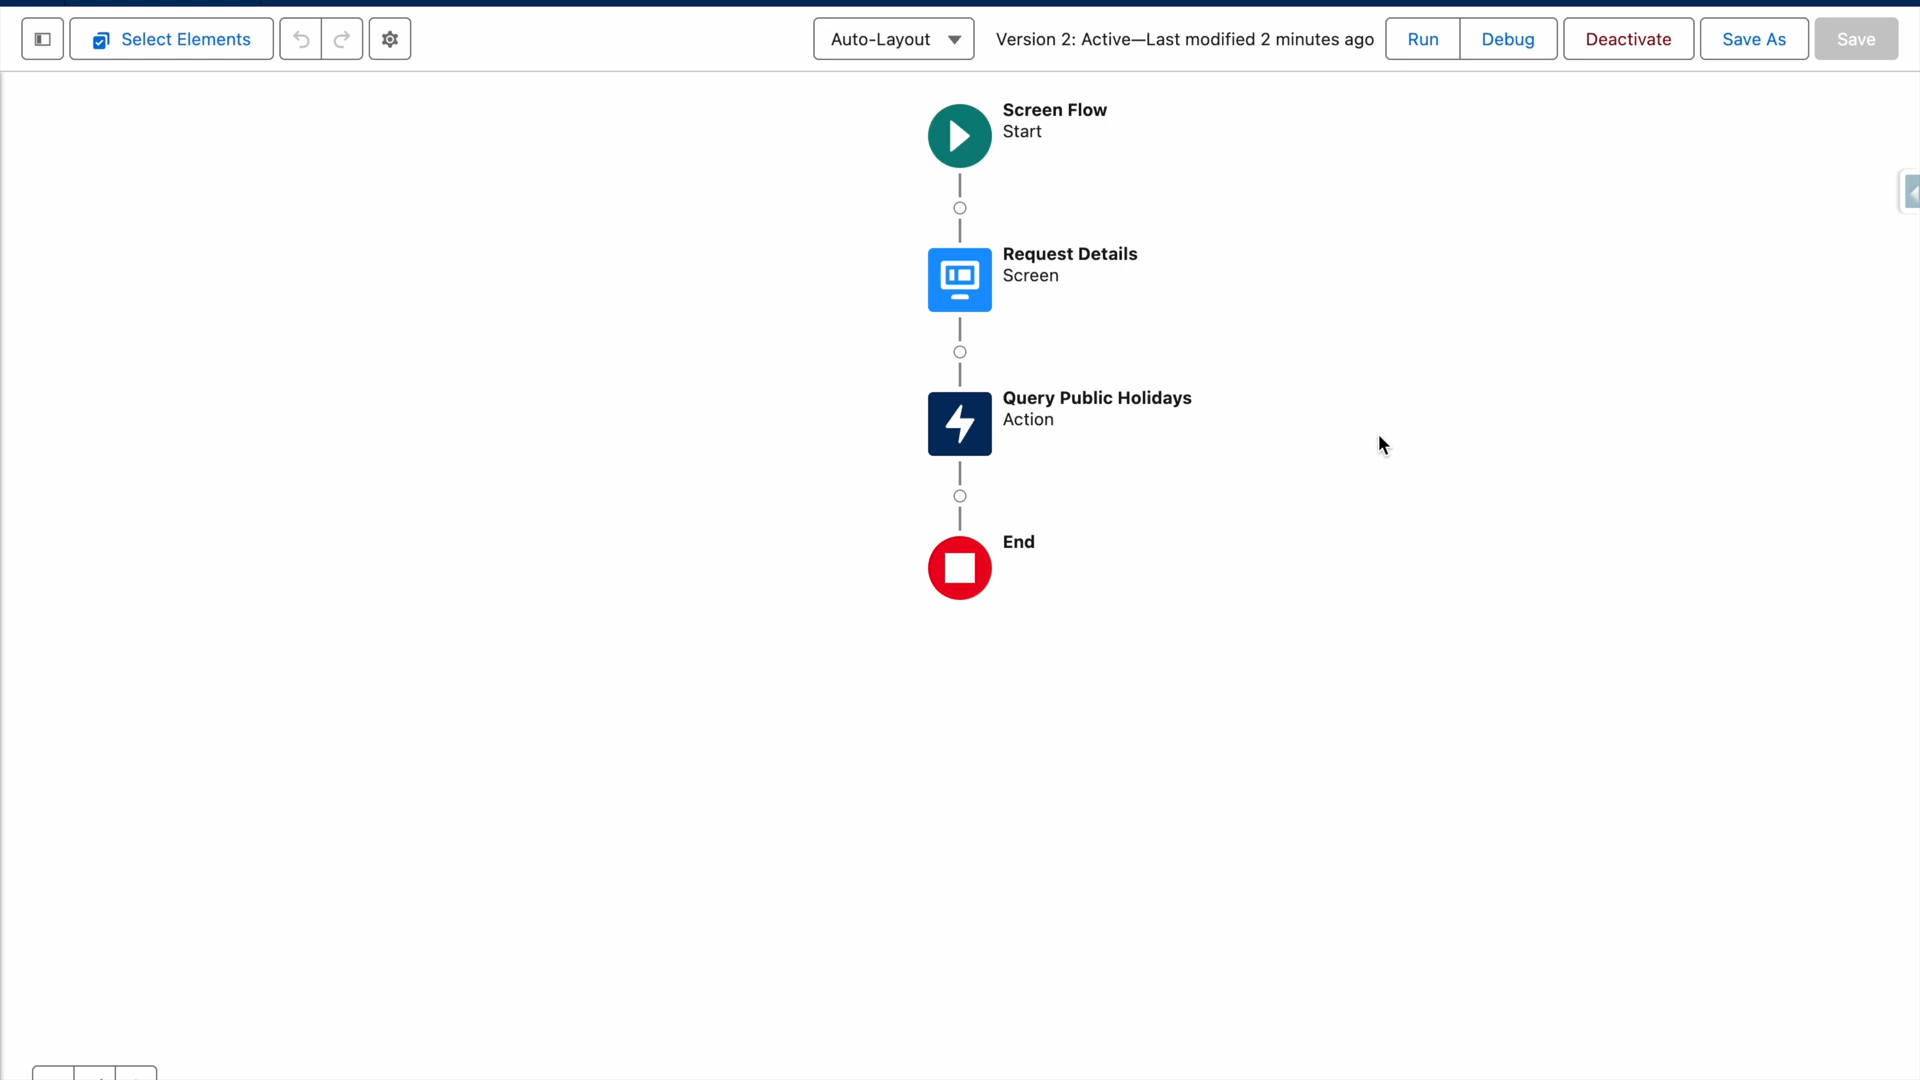 Select Elements
Auto-Layout
Version 2: Active—Last modified 2 minutes ago
Run
Debug
Deactivate
Save As
Save
Screen Flow
Start
Request Details
Screen
Query Public Holidays
Action
End